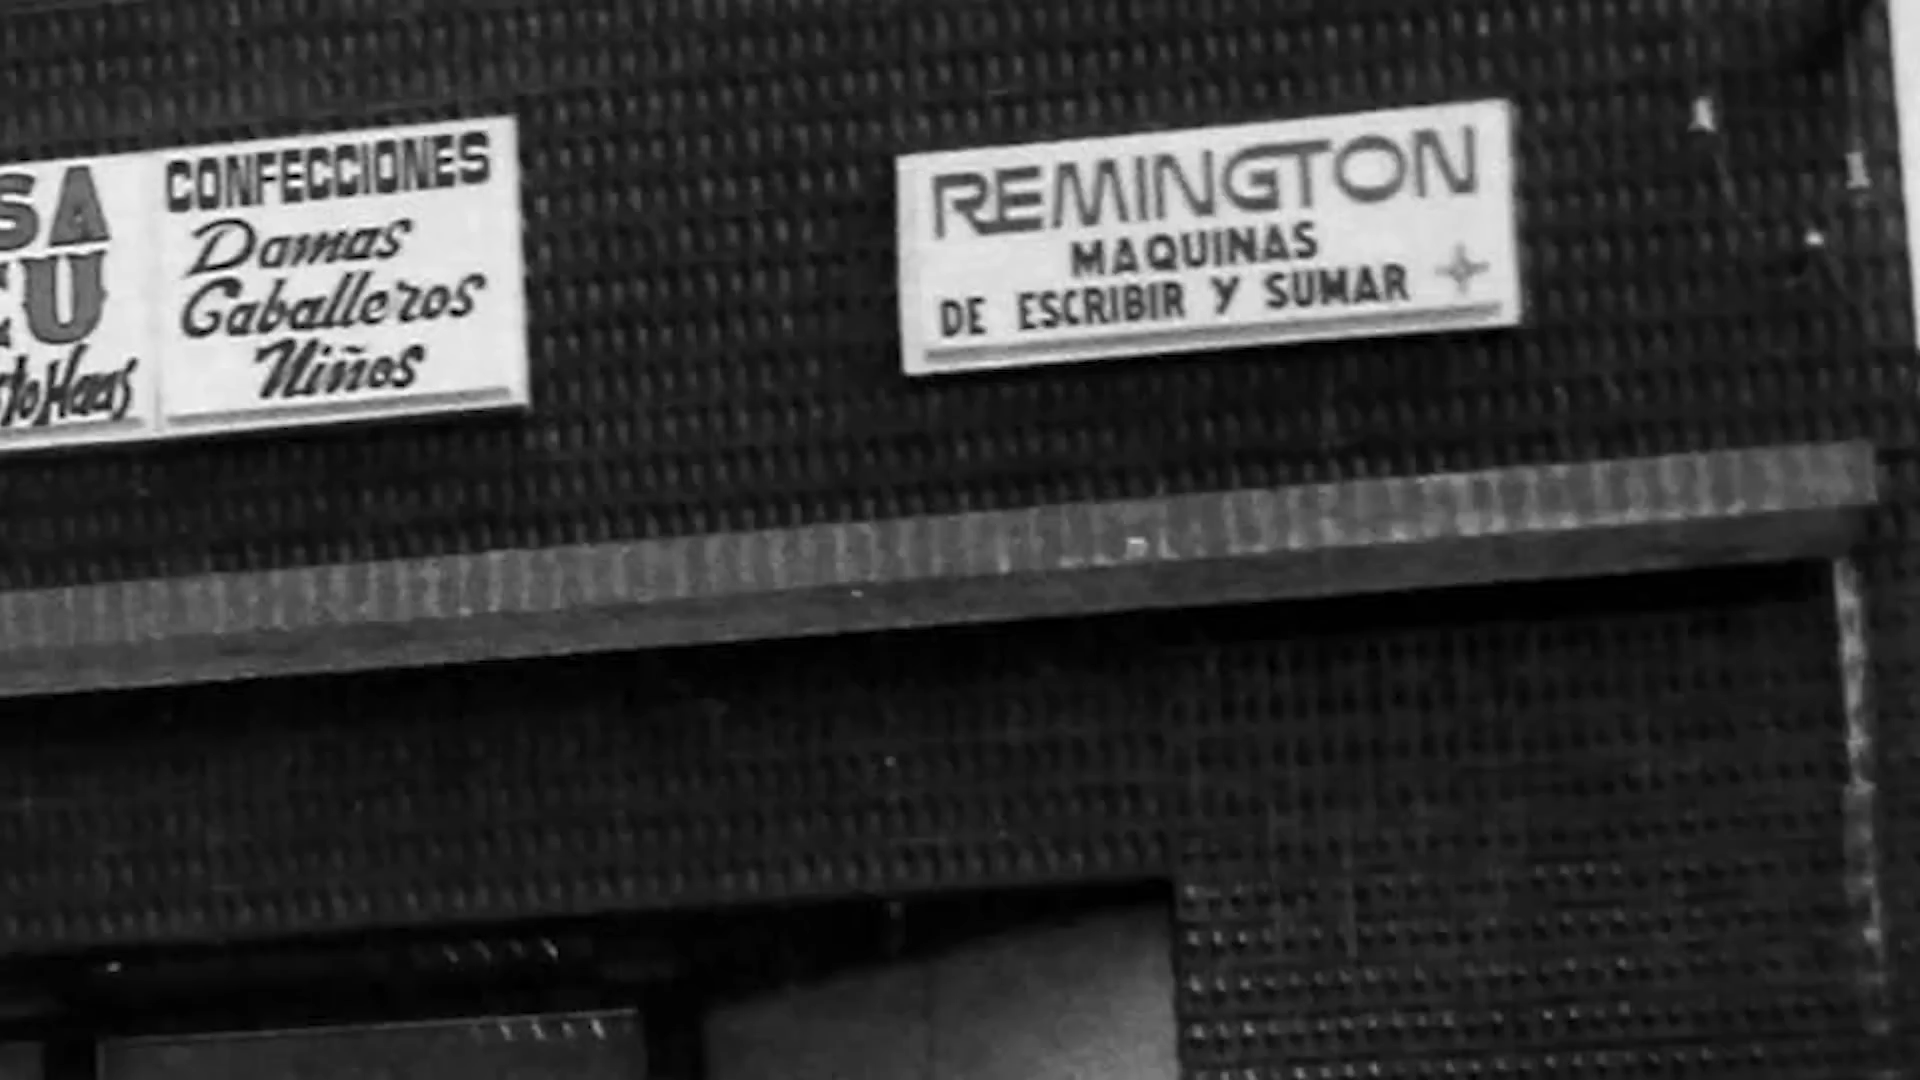 CONFECCIONES
Damas
Caballeros
Niños
REMINGTON
MAQUINAS
DE ESCRIBIR Y SUMAR